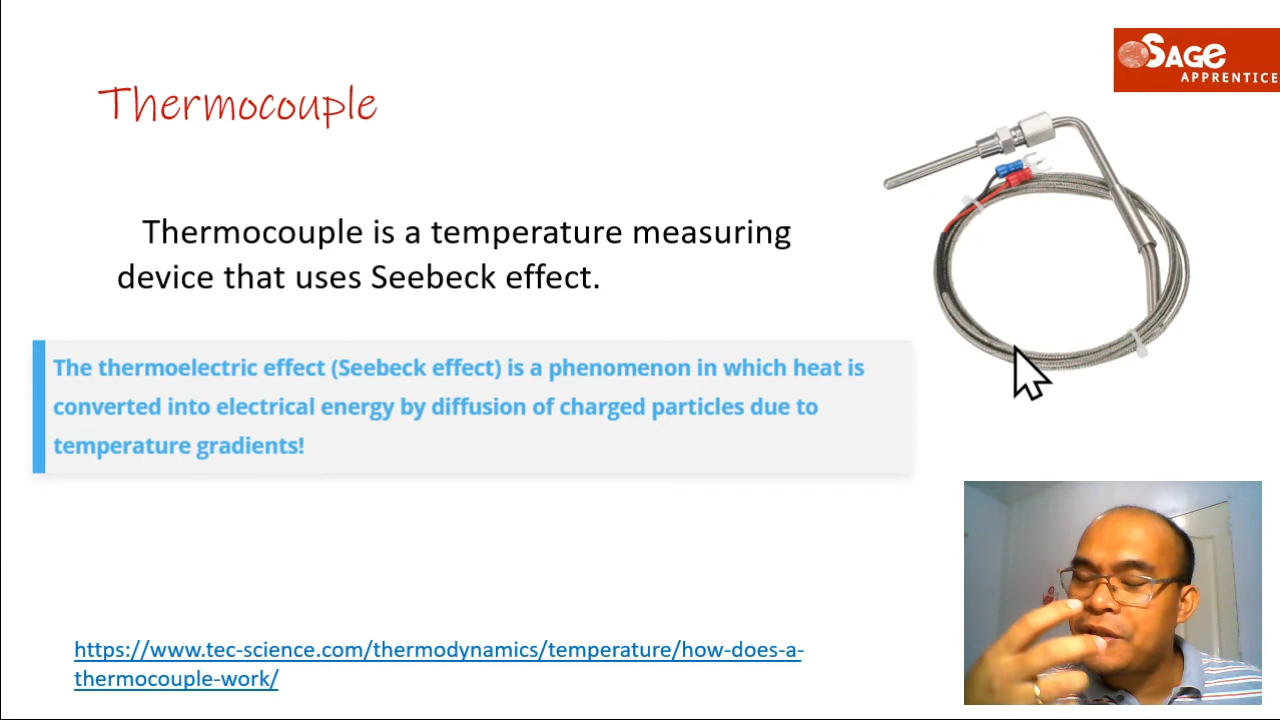 SAGE
APPRENTICE
Thermocouple
Thermocouple is a temperature measuring
device that uses Seebeck effect.
The thermoelectric effect (Seebeck effect) is a phenomenon in which heat is
converted into electrical energy by diffusion of charged particles due to
temperature gradients!
https://www.tec-science.com/thermodynamics/temperature/how-does-a-
thermocouple-work/